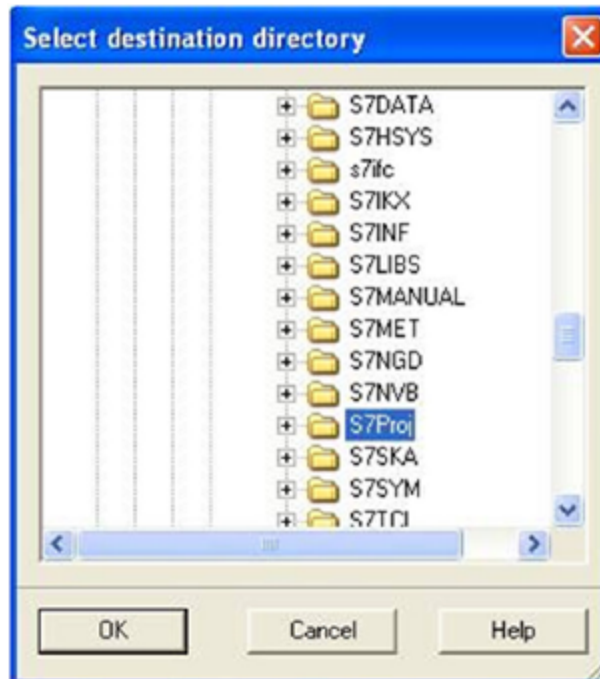 Select destination directory
S7DATA
S7HSYS
s7ifc
S7IKX
S7INF
S7LIBS
S7MANUAL
S7MET
S7NGD
S7NVB
S7Proj
S7SKA
S7SYM
S7TCI
OK Cancel Help